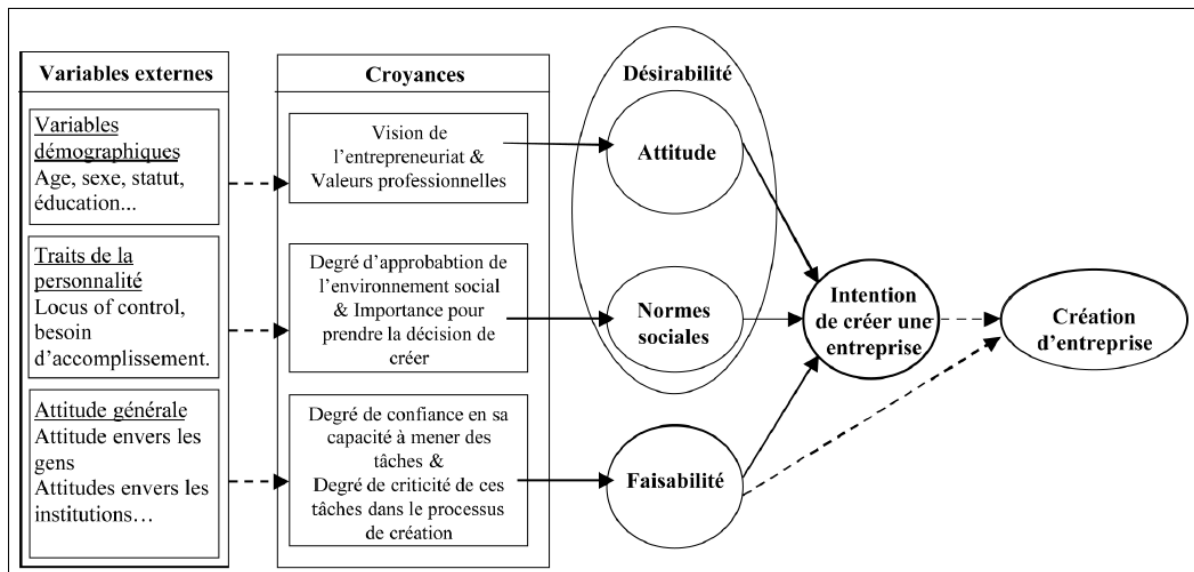 Variables externes
Variables
démographiques
Age, sexe, statut,
éducation...
Traits de la
personnalité
Locus of control,
besoin
d’accomplissement.
Attitude générale
Attitude envers les
gens
Attitudes envers les
institutions…
Croyances
Vision de
l’entrepreneuriat &
Valeurs professionnelles
Degré d’approbabtion de
l’environement social
& Importance pour
prendre la décision de
créer
Degré de confiance en sa
capacité à mener des
tâches &
Degré de criticité de ces
tâches dans le processus
de création
Désirabilité
Attitude
Normes
sociales
Faisabilité
Intention
de créer une
entreprise
Création
d’entreprise